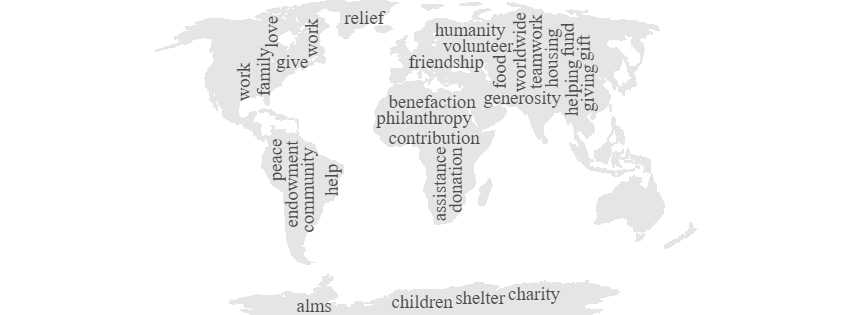 relief
love
work
humanity
volunteer
friendship
worldwide
teamwork
housing
fund
gift
family
give
work
food
helping
giving
generosity
benefaction
philanthropy
contribution
peace
endowment
community
help
assistance
donation
alms
children
shelter
charity